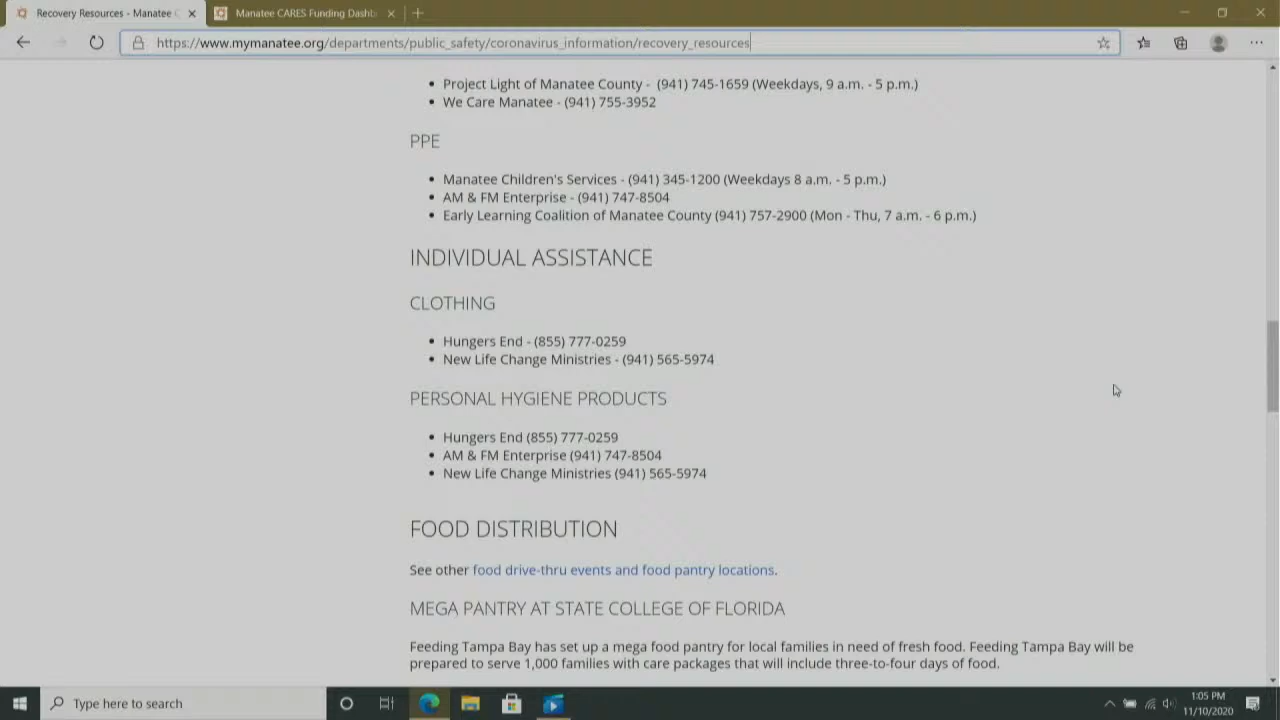 Recovery Resources - Manatee C
Manatee CARES Funding Dashb
https://www.mymanatee.org/departments/public_safety/coronavirus_information/recovery_resources
• Project Light of Manatee County - (941) 745-1659 (Weekdays, 9 a.m. - 5 p.m.)
• We Care Manatee - (941) 755-3952
PPE
• Manatee Children's Services - (941) 345-1200 (Weekdays 8 a.m. - 5 p.m.)
• AM & FM Enterprise - (941) 747-8504
• Early Learning Coalition of Manatee County (941) 757-2900 (Mon - Thu, 7 a.m. - 6 p.m.)
INDIVIDUAL ASSISTANCE
CLOTHING
• Hungers End - (855) 777-0259
• New Life Change Ministries - (941) 565-5974
PERSONAL HYGIENE PRODUCTS
• Hungers End (855) 777-0259
• AM & FM Enterprise (941) 747-8504
• New Life Change Ministries (941) 565-5974
FOOD DISTRIBUTION
See other food drive-thru events and food pantry locations.
MEGA PANTRY AT STATE COLLEGE OF FLORIDA
Feeding Tampa Bay has set up a mega food pantry for local families in need of fresh food. Feeding Tampa Bay will be
prepared to serve 1,000 families with care packages that will include three-to-four days of food.
Type here to search
1:05 PM
11/10/2020